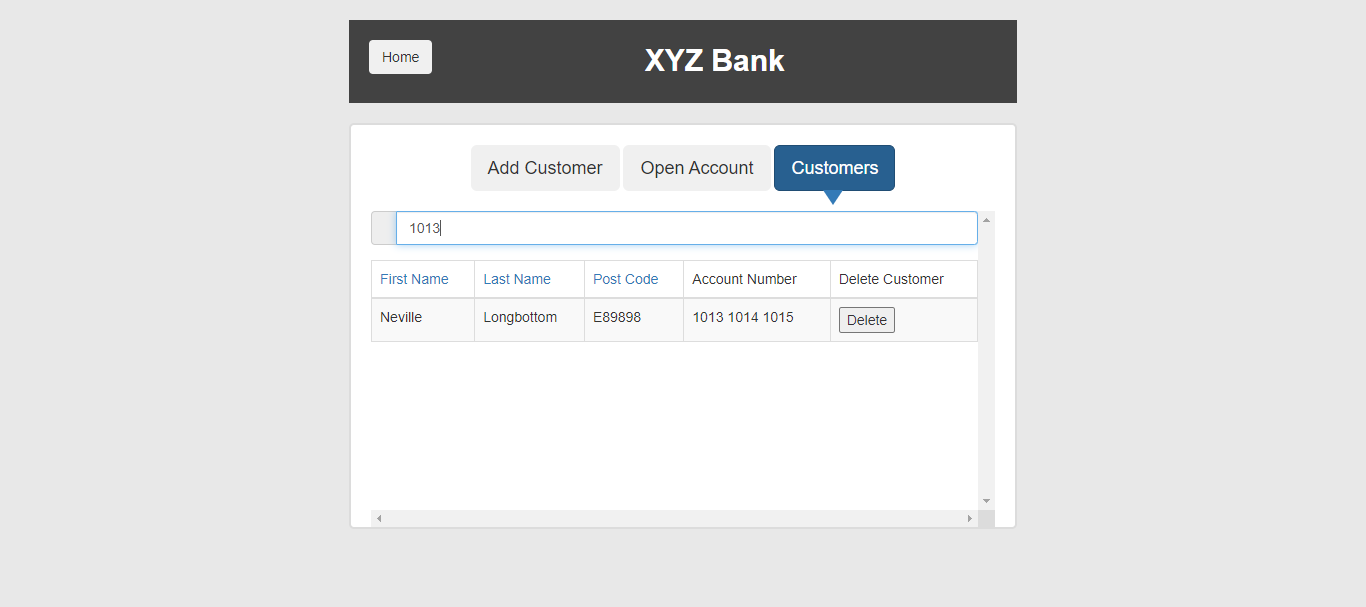 Home
XYZ Bank
Add Customer Open Account Customers
1013
First Name Last Name Post Code Account Number Delete Customer
Neville Longbottom E89898 1013 1014 1015 Delete